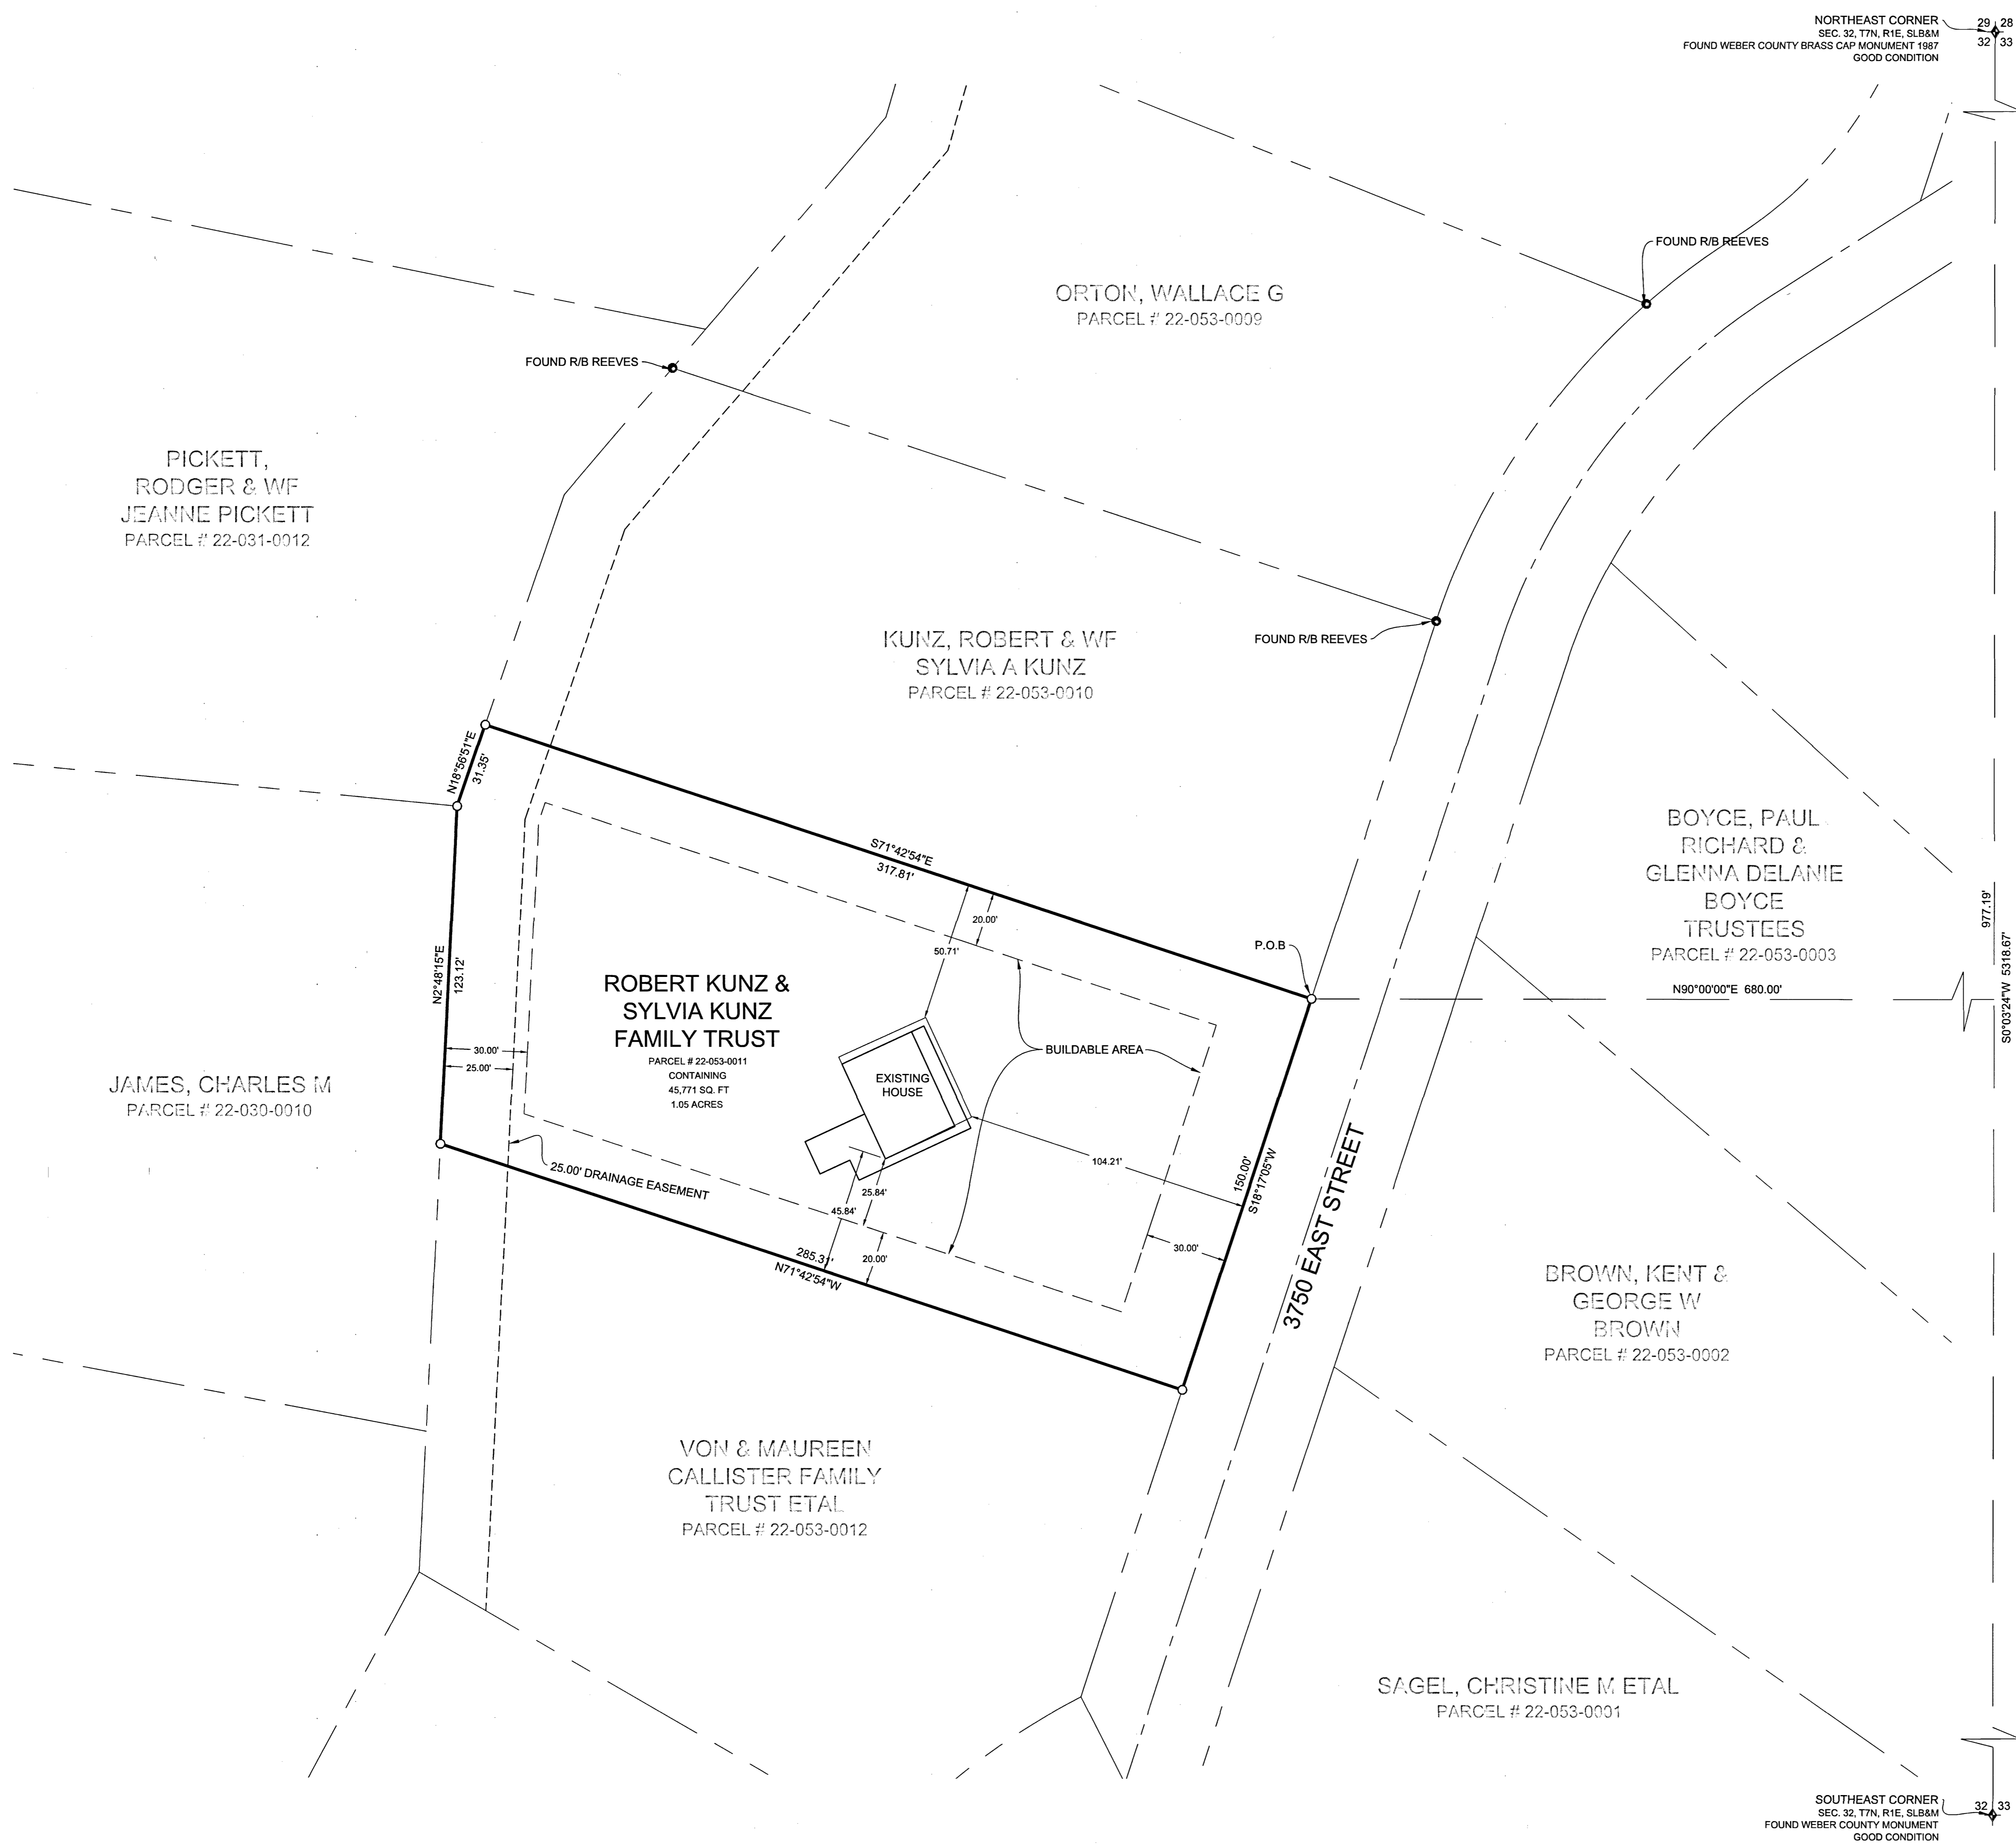 NORTHEAST CORNER
SEC. 32, T7N, R1E, SLB&M
FOUND WEBER COUNTY BRASS CAP MONUMENT 1987
GOOD CONDITION
29 28
32 33
FOUND R/B REEVES
ORTON, WALLACE G
PARCEL # 22-053-0009
FOUND R/B REEVES
PICKETT,
RODGER & WF
JEANNE PICKETT
PARCEL # 22-031-0012
KUNZ, ROBERT & WF
SYLVIA A KUNZ
PARCEL # 22-053-0010
FOUND R/B REEVES
N18°56'51"E
31.35'
S71°42'54"E
317.81'
BOYCE, PAUL
RICHARD &
GLENNA DELANIE
BOYCE
TRUSTEES
PARCEL # 22-053-0003
977.19'
S0°03'24"W 5318.67'
20.00'
50.71'
P.O.B
N90°00'00"E 680.00'
N2°48'15"E
123.12'
ROBERT KUNZ &
SYLVIA KUNZ
FAMILY TRUST
PARCEL # 22-053-0011
CONTAINING
45,771 SQ. FT
1.05 ACRES
30.00'
25.00'
BUILDABLE AREA
EXISTING
HOUSE
JAMES, CHARLES M
PARCEL # 22-030-0010
25.00' DRAINAGE EASEMENT
104.21'
150.00'
S18°17'05"W
25.84'
45.84'
20.00'
30.00'
285.31'
N71°42'54"W
3750 EAST STREET
BROWN, KENT &
GEORGE W
BROWN
PARCEL # 22-053-0002
VON & MAUREEN
CALLISTER FAMILY
TRUST ETAL
PARCEL # 22-053-0012
SAGEL, CHRISTINE M ETAL
PARCEL # 22-053-0001
SOUTHEAST CORNER
SEC. 32, T7N, R1E, SLB&M
FOUND WEBER COUNTY MONUMENT
GOOD CONDITION
32 33